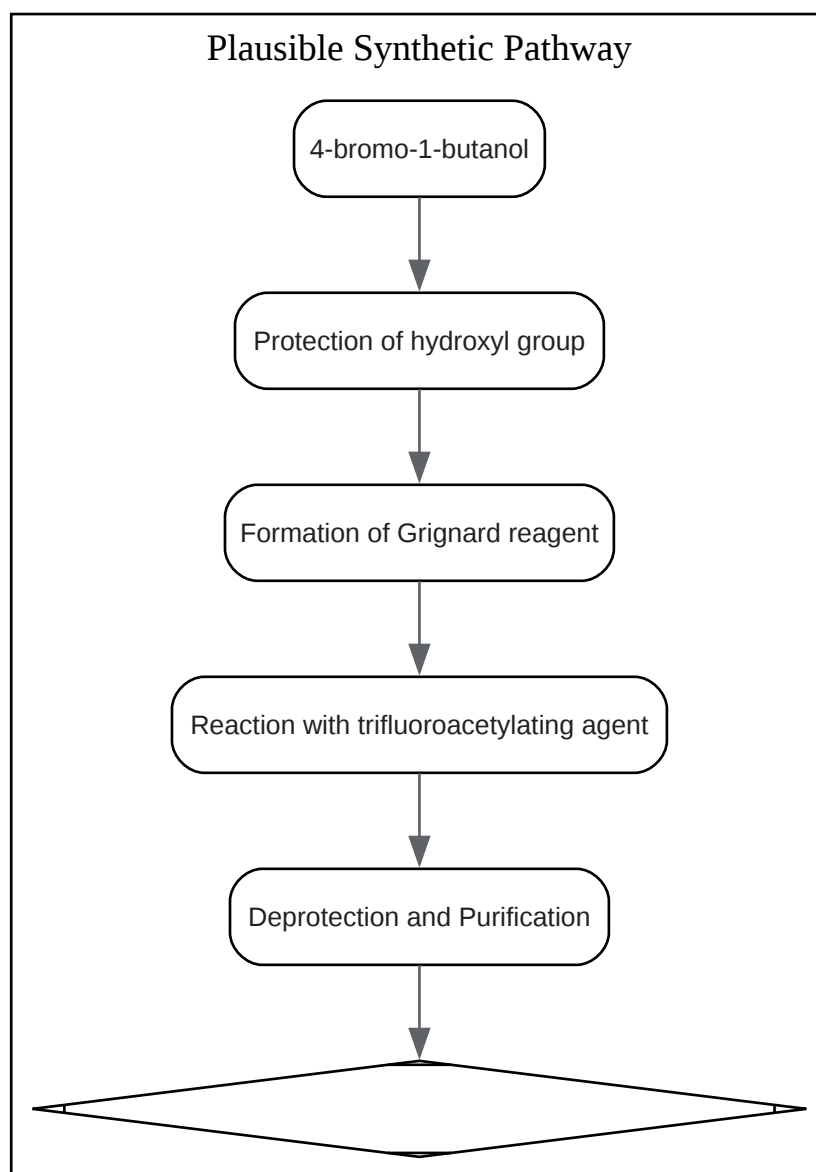 Plausible Synthetic Pathway
4-bromo-1-butanol
Protection of hydroxyl group
Formation of Grignard reagent
Reaction with trifluoroacetylating agent
Deprotection and Purification